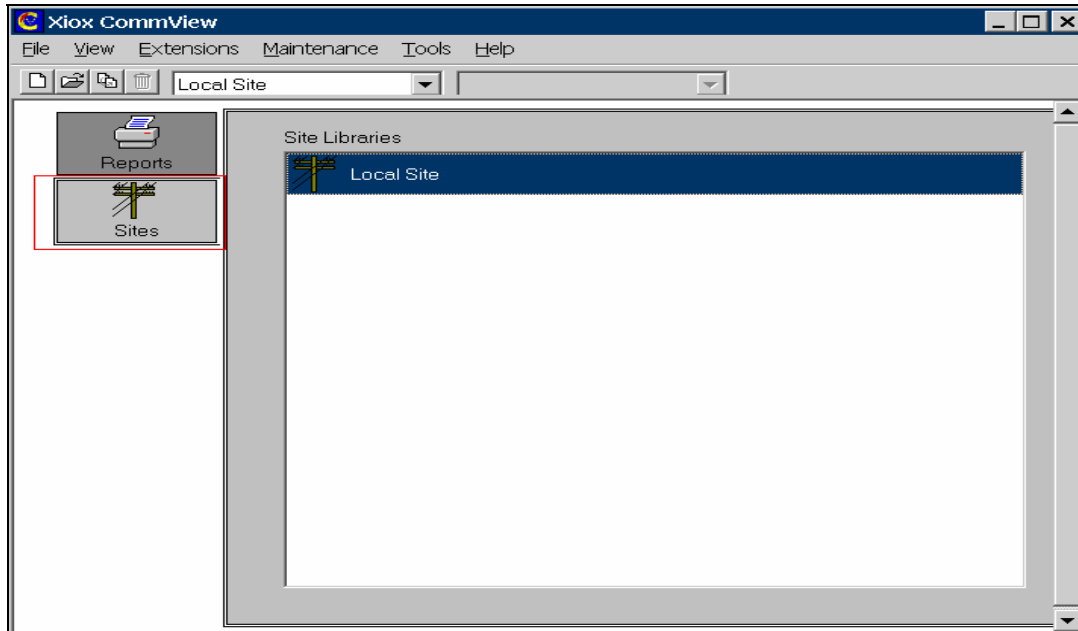 Xiox CommView
File View Extensions Maintenance Tools Help
Local Site
Reports
Sites
Site Libraries
Local Site